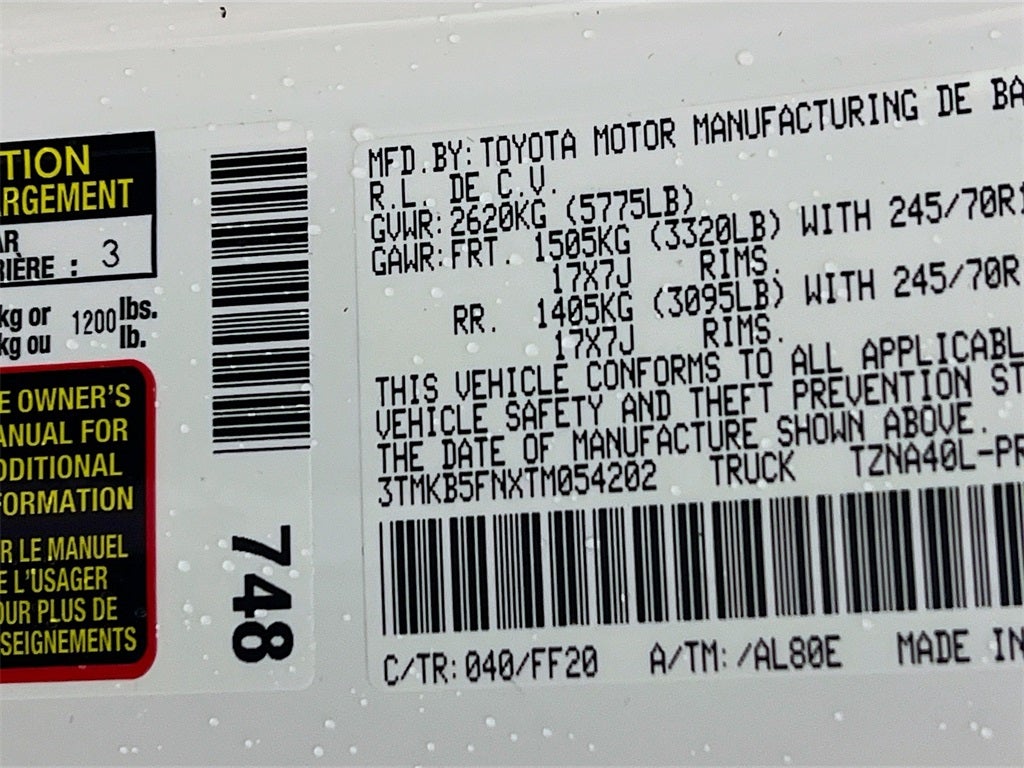 TION
ARGEMENT
AR
RIÈRE : 3
kg or 1200 lbs.
kg ou lb.
E OWNER'S
ANUAL FOR
DDITIONAL
FORMATION
R LE MANUEL
E L'USAGER
OUR PLUS DE
SEIGNEMENTS
748
MFD.BY:TOYOTA MOTOR MANUFACTURING DE BA
R.L. DE C.V.
GVWR:2620KG (5775LB)
GAWR:FRT. 1505KG (3320LB) WITH 245/70R1
17X7J RIMS.
RR. 1405KG (3095LB) WITH 245/70R
17X7J RIMS.
THIS VEHICLE CONFORMS TO ALL APPLICABL
VEHICLE SAFETY AND THEFT PREVENTION ST
THE DATE OF MANUFACTURE SHOWN ABOVE.
3TMKB5FNXTM054202 TRUCK TZNA40L-PR
C/TR:040/FF20 A/TM:/AL80E MADE IN